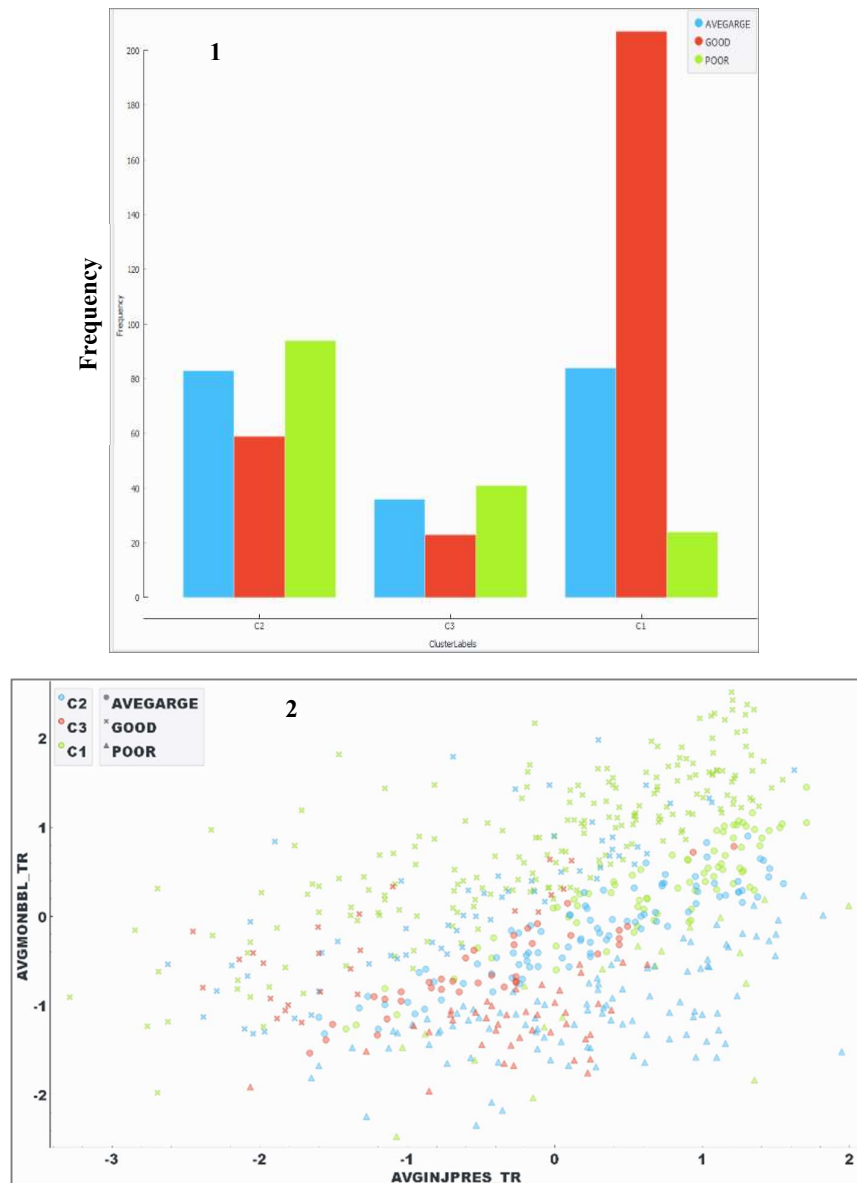 1
AVEGARGE
GOOD
POOR
200
180
160
140
120
100
80
60
40
20
0
Frequency
Frequency
C2 C3 C1
ClusterLabels
2
C2 AVEGARGE
C3 GOOD
C1 POOR
2
1
0
-1
-2
AVGMONBBL_TR
-3 -2 -1 0 1 2
AVGINJPRES_TR